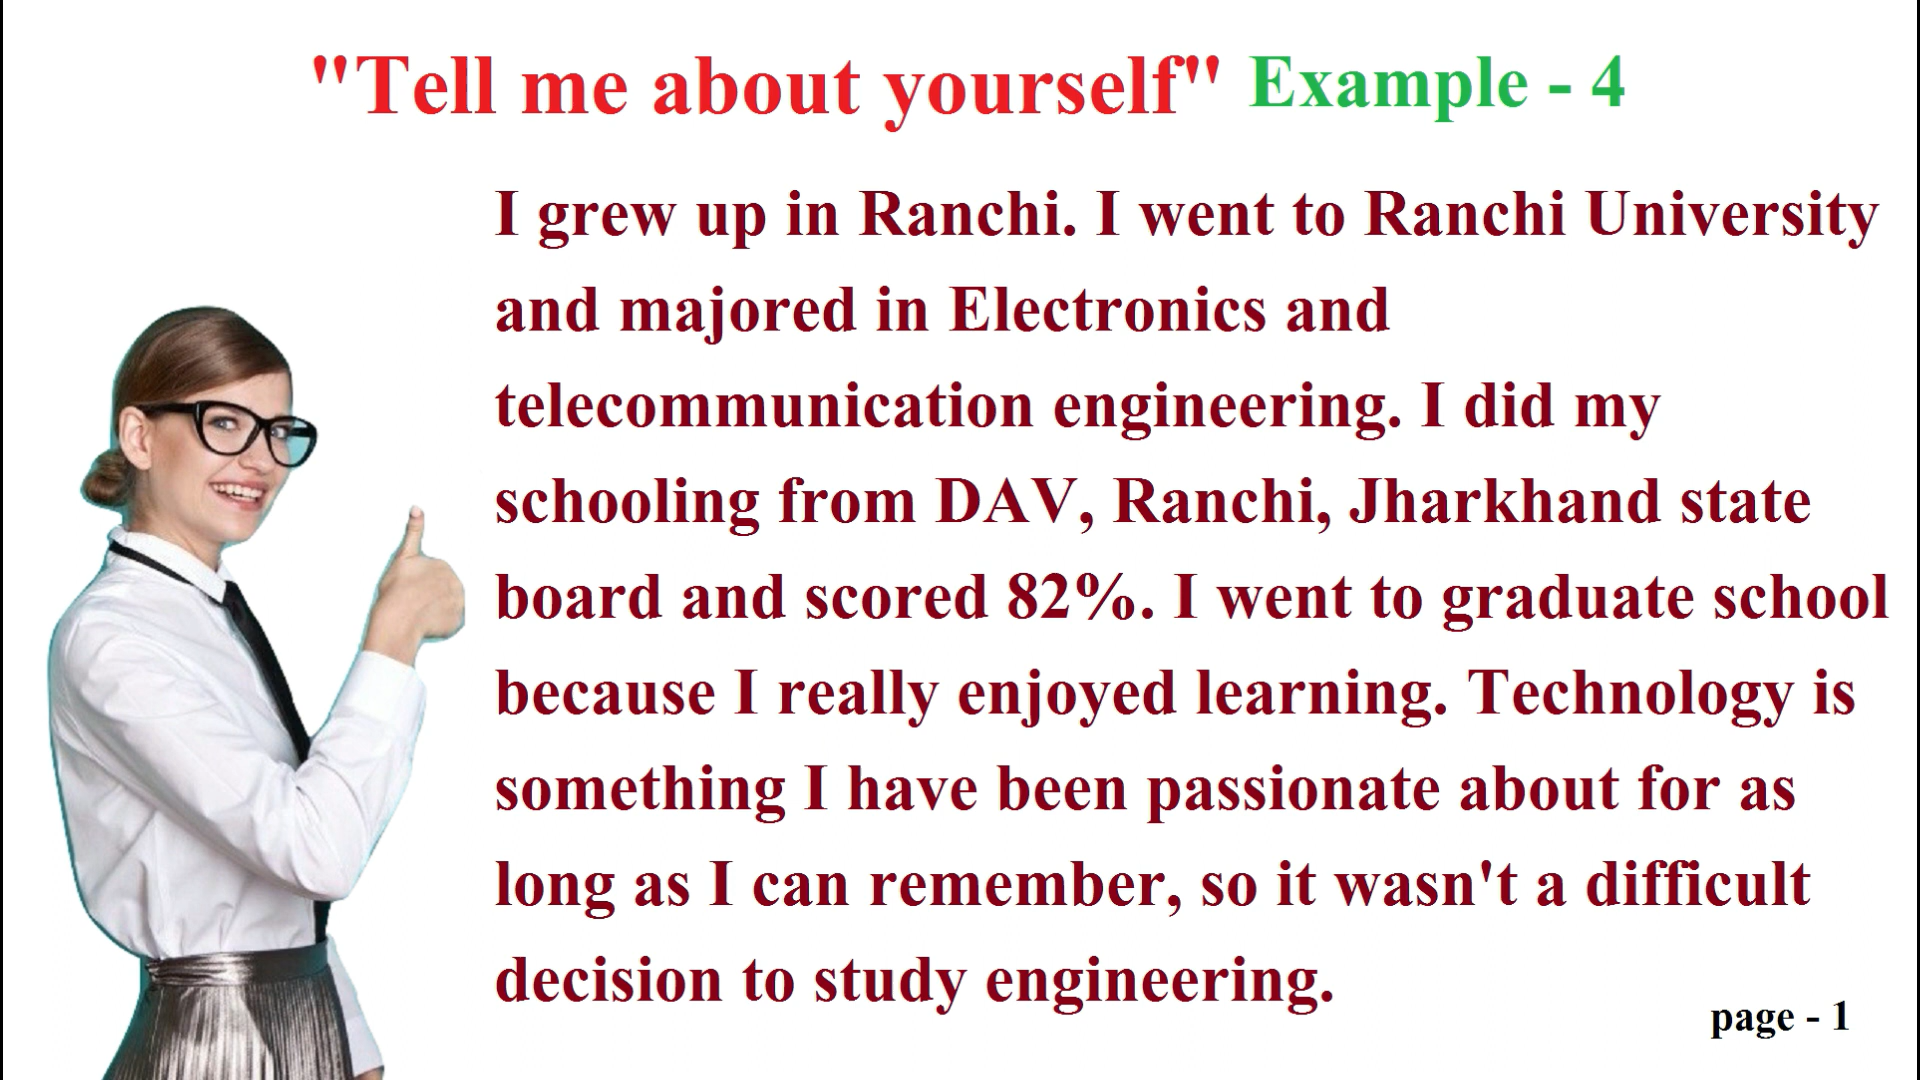 "Tell me about yourself" Example - 4
I grew up in Ranchi. I went to Ranchi University
and majored in Electronics and
telecommunication engineering. I did my
schooling from DAV, Ranchi, Jharkhand state
board and scored 82%. I went to graduate school
because I really enjoyed learning. Technology is
something I have been passionate about for as
long as I can remember, so it wasn't a difficult
decision to study engineering.
page - 1